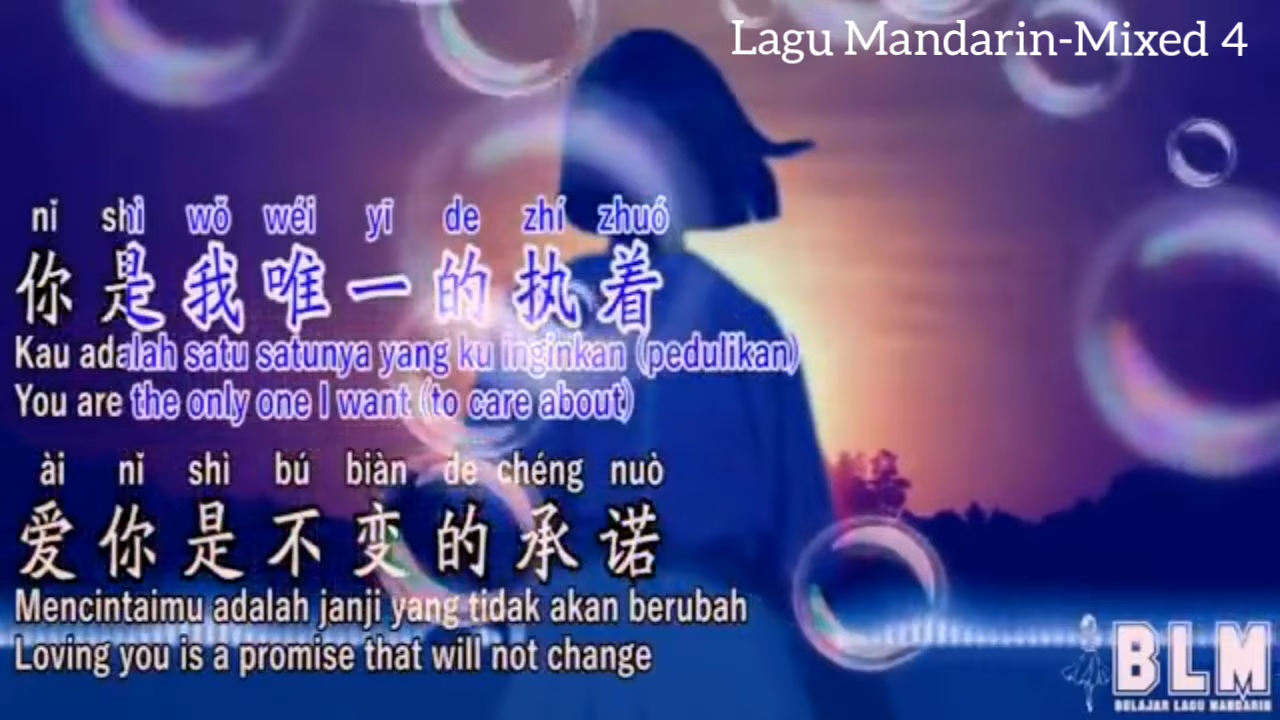 Lagu Mandarin-Mixed 4
nǐ shì wǒ wéi yī de zhí zhuó
你是我唯一的执着
Kau adalah satu satunya yang ku inginkan (pedulikan)
You are the only one I want (to care about)
ài nǐ shì bú biàn de chéng nuò
爱你是不变的承诺
Mencintaimu adalah janji yang tidak akan berubah
Loving you is a promise that will not change
BLM
BELAJAR LAGU MANDARIN